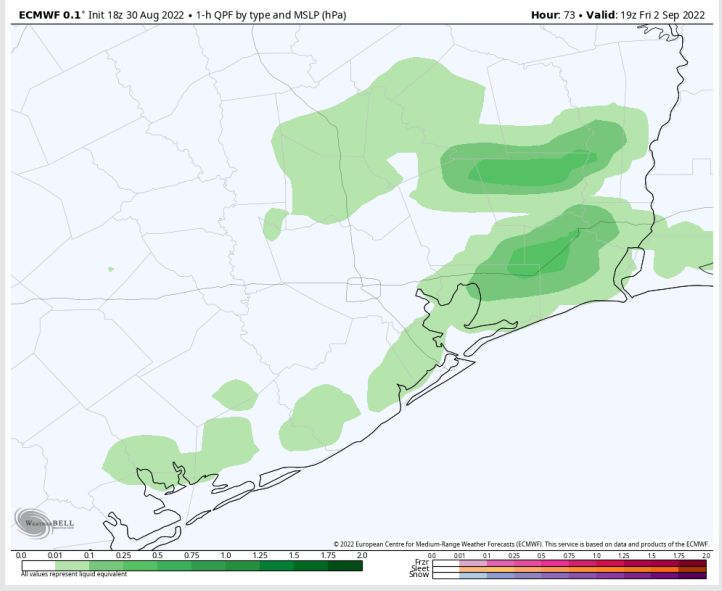 ECMWF 0.1° Init 18z 30 Aug 2022 • 1-h QPF by type and MSLP (hPa)
Hour: 73 • Valid: 19z Fri 2 Sep 2022
WeatherBELL
© 2022 European Centre for Medium-Range Weather Forecasts (ECMWF). This service is based on data and products of the ECMWF.
0.0 0.01 0.1 0.25 0.5 0.75 1.0 1.25 1.5 1.75 2.0
All values represent liquid equivalent
0.0 0.01 0.1 0.25 0.5 0.75 1.0 1.25 1.5 1.75 2.0
Frzr
Sleet
Snow